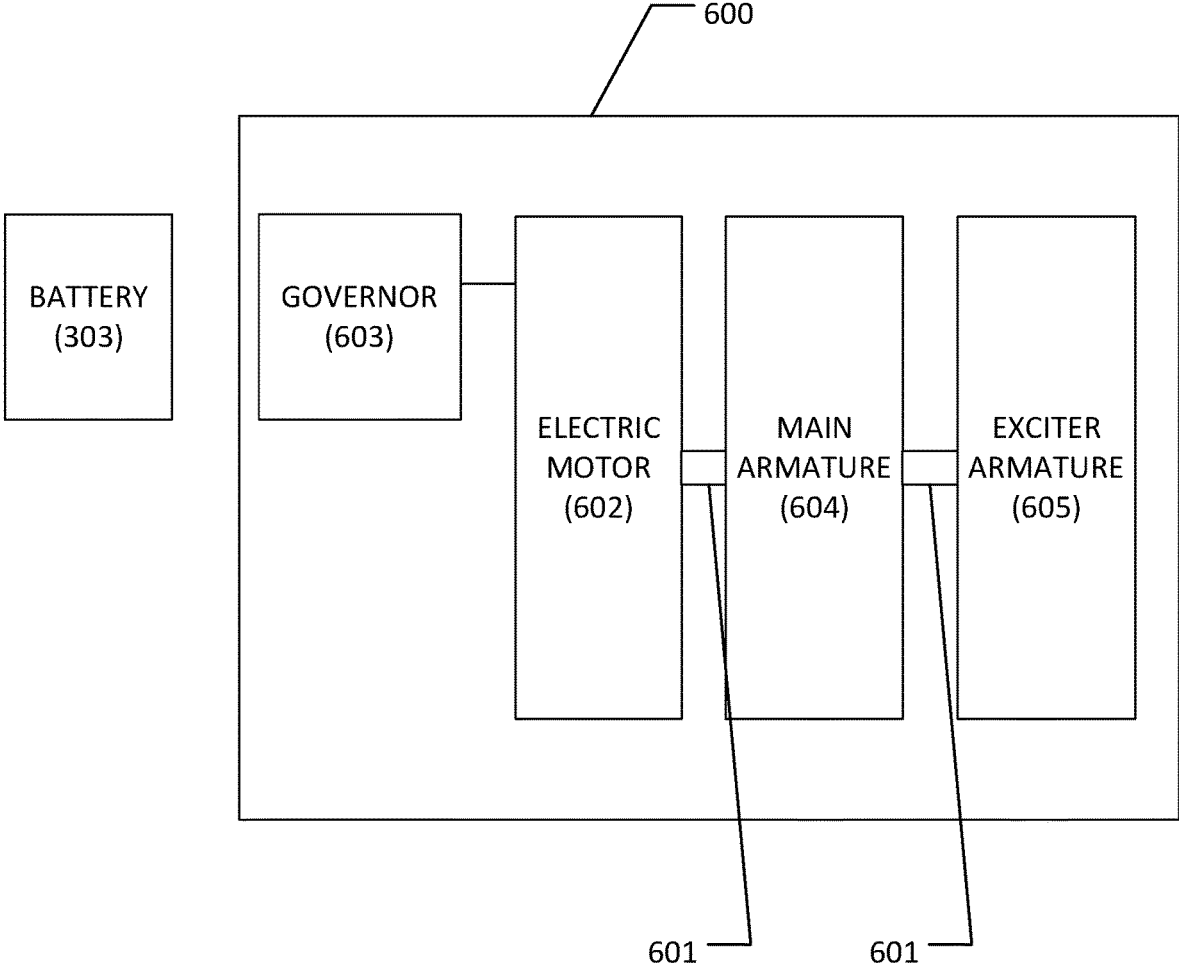 600
BATTERY
(303)
GOVERNOR
(603)
ELECTRIC
MOTOR
(602)
MAIN
ARMATURE
(604)
EXCITER
ARMATURE
(605)
601
601